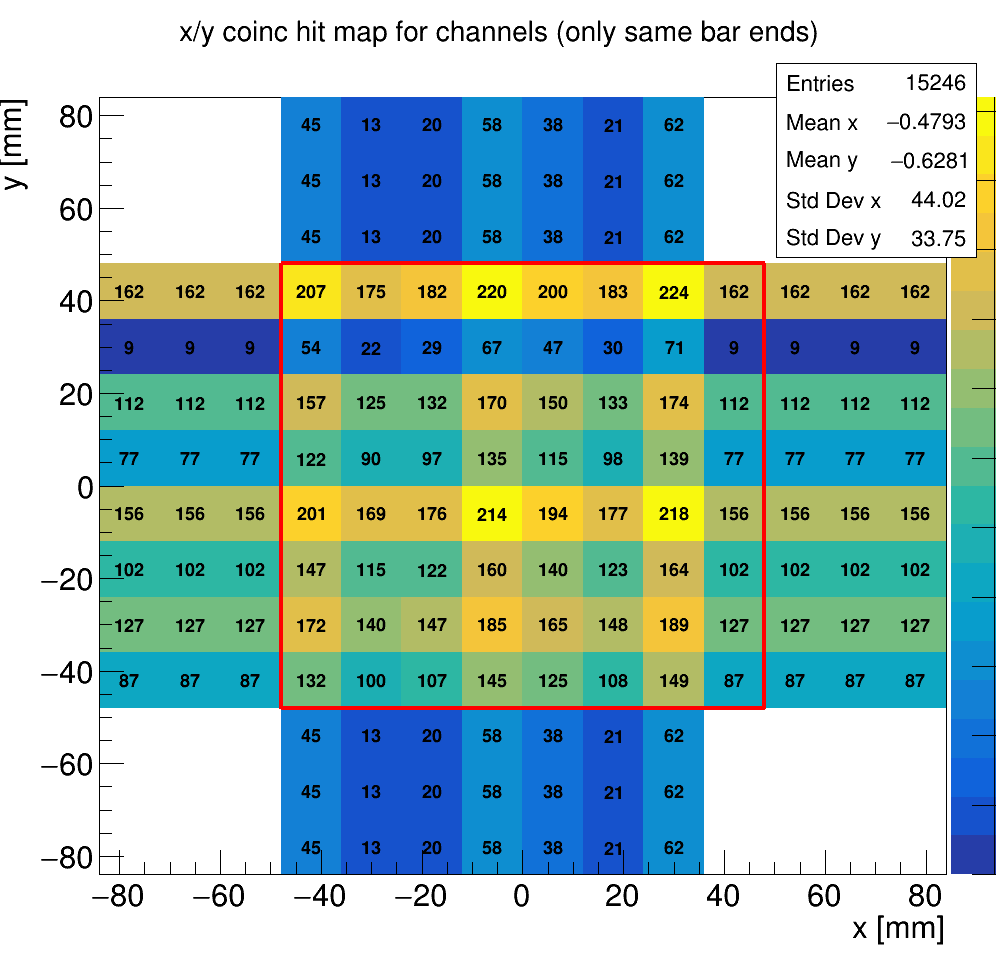 x/y coinc hit map for channels (only same bar ends)
Entries 15246
Mean x −0.4793
Mean y −0.6281
Std Dev x 44.02
Std Dev y 33.75
y [mm]
80 45 13 20 58 38 21 62
45 13 20 58 38 21 62
60
45 13 20 58 38 21 62
40 162 162 162 207 175 182 220 200 183 224 162 162 162 162
9 9 9 54 22 29 67 47 30 71 9 9 9 9
20 112 112 112 157 125 132 170 150 133 174 112 112 112 112
77 77 77 122 90 97 135 115 98 139 77 77 77 77
0
156 156 156 201 169 176 214 194 177 218 156 156 156 156
−20 102 102 102 147 115 122 160 140 123 164 102 102 102 102
127 127 127 172 140 147 185 165 148 189 127 127 127 127
−40 87 87 87 132 100 107 145 125 108 149 87 87 87 87
45 13 20 58 38 21 62
−60
45 13 20 58 38 21 62
−80 45 13 20 58 38 21 62
−80 −60 −40 −20 0 20 40 60 80
x [mm]